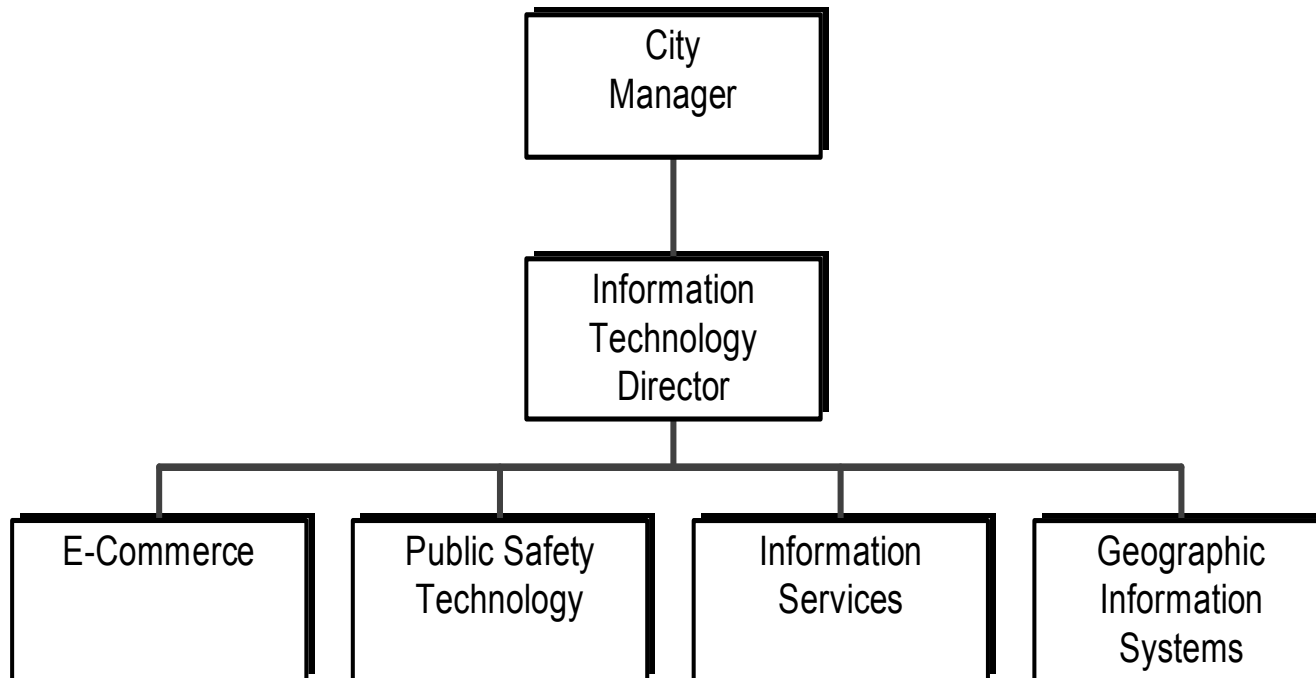 City
Manager
Information
Technology
Director
E-Commerce
Public Safety
Technology
Information
Services
Geographic
Information
Systems